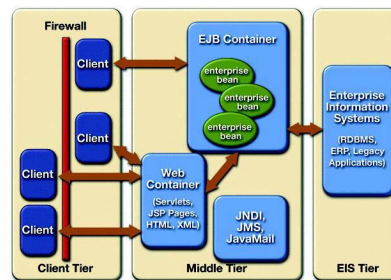 Firewall
Client
Client
Client
Client
Client Tier
EJB Container
enterprise
bean
enterprise
bean
enterprise
bean
Web
Container
(Servlets,
JSP Pages,
HTML, XML)
JNDI,
JMS,
JavaMail
Middle Tier
Enterprise
Information
Systems
(RDBMS,
ERP, Legacy
Applications)
EIS Tier